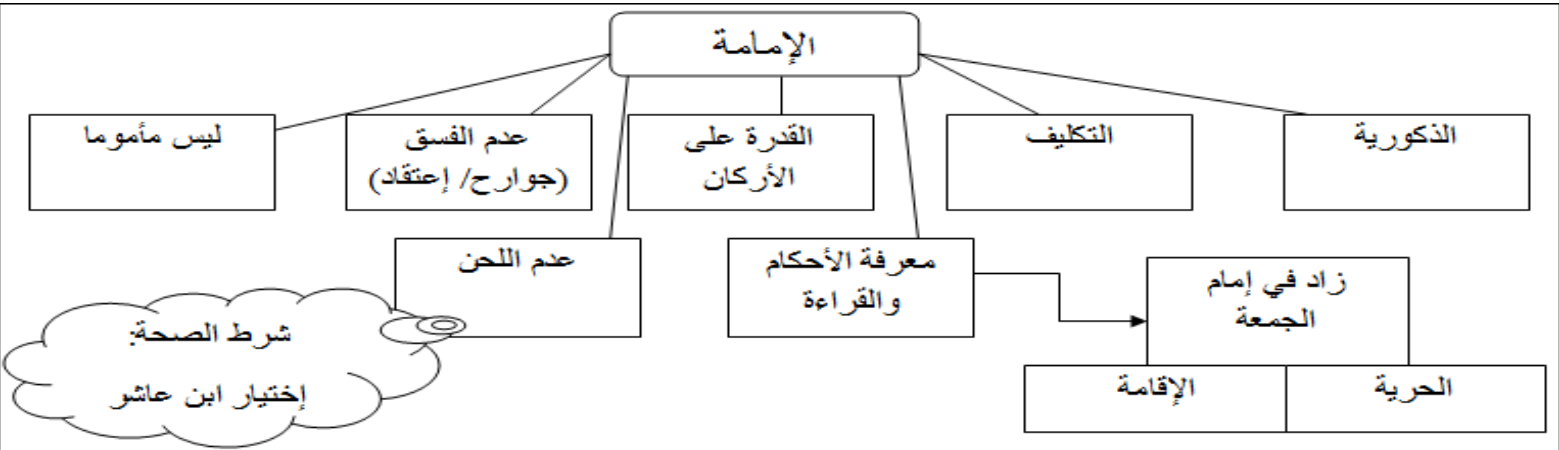 الإمامة
الذكورية
التكليف
القدرة على
الأركان
عدم الفسق
(جوارح/ إعتقاد)
ليس مأموما
معرفة الأحكام
والقراءة
عدم اللحن
زاد في إمام
الجمعة
الحرية
الإقامة
شرط الصحة:
إختيار ابن عاشو